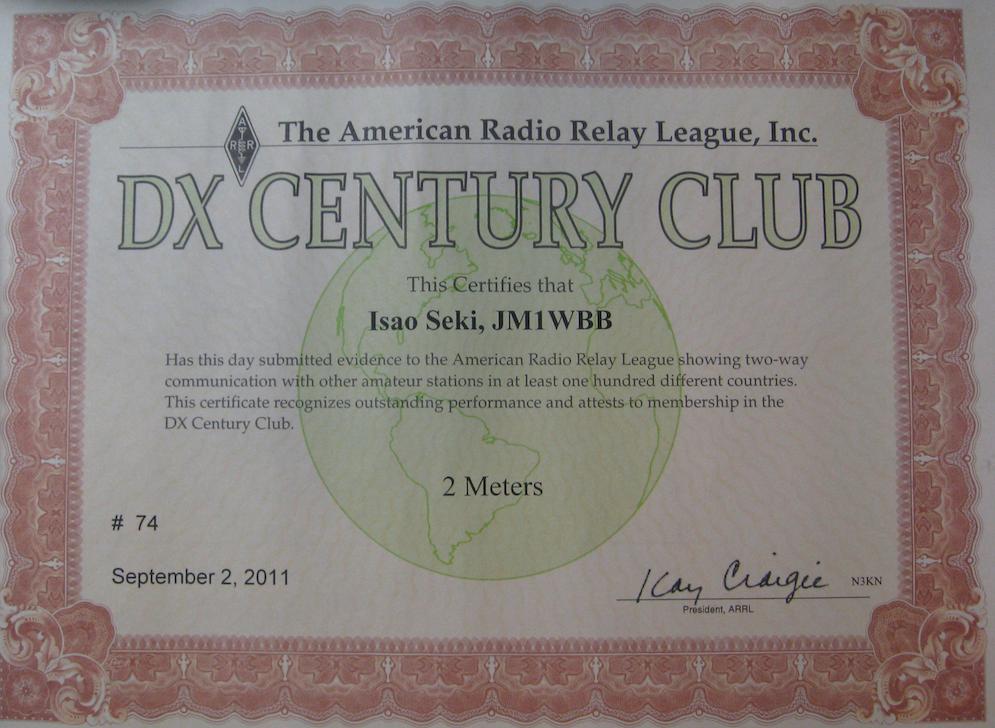 The American Radio Relay League, Inc.
A
R R
R E R
L
DX CENTURY CLUB
This Certifies that
Isao Seki, JM1WBB
Has this day submitted evidence to the American Radio Relay League showing two-way
communication with other amateur stations in at least one hundred different countries.
This certificate recognizes outstanding performance and attests to membership in the
DX Century Club.
2 Meters
# 74
September 2, 2011
Kay Craigie N3KN
President, ARRL